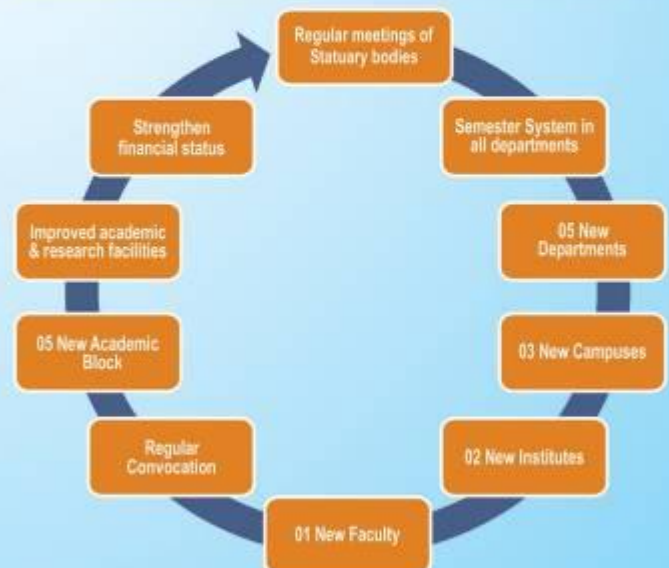 Regular meetings of
Statuary bodies
Semester System in
all departments
05 New
Departments
03 New Campuses
02 New Institutes
01 New Faculty
Regular
Convocation
05 New Academic
Block
Improved academic
& research facilities
Strengthen
financial status